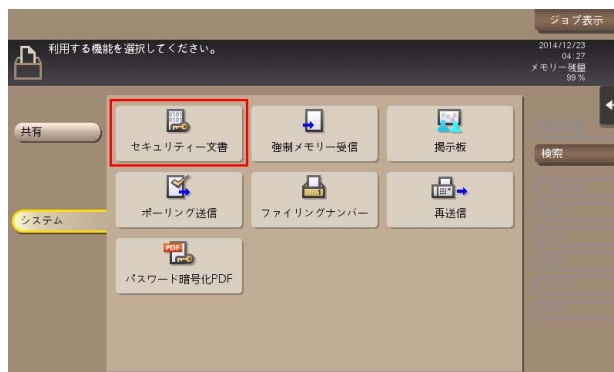 ジョブ表示
利用する機能を選択してください。
2014/12/23
04:27
メモリー残量
99 %
共有
システム
セキュリティー文書
強制メモリー受信
掲示板
ポーリング送信
ファイリングナンバー
再送信
PDF
パスワード暗号化PDF
検索